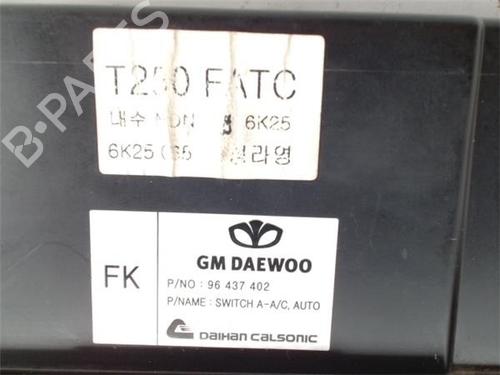 T250 FATC
내수 NDN 6K25
6K25
FK
GM DAEWOO
P/NO : 96 437 402
P/NAME : SWITCH A-A/C, AUTO
DAIHAN CALSONIC
B-PARTS